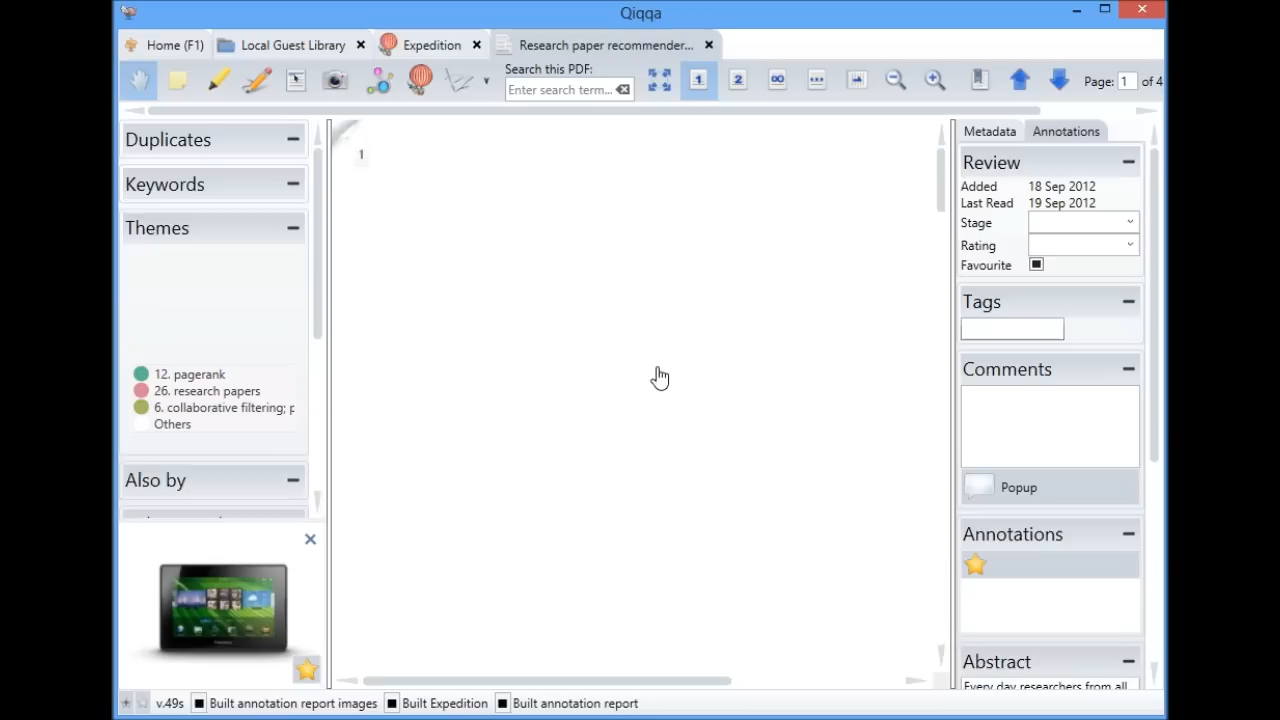 Qiqqa
Home (F1)
Local Guest Library
Expedition
Research paper recommender...
Search this PDF:
Enter search term...
1
2
Page: 1 of 4
Duplicates
Keywords
Themes
12. pagerank
26. research papers
6. collaborative filtering; p
Others
Also by
1
Metadata
Annotations
Review
Added 18 Sep 2012
Last Read 19 Sep 2012
Stage
Rating
Favourite
Tags
Comments
Popup
Annotations
Abstract
Every day researchers from all
v.49s
Built annotation report images
Built Expedition
Built annotation report